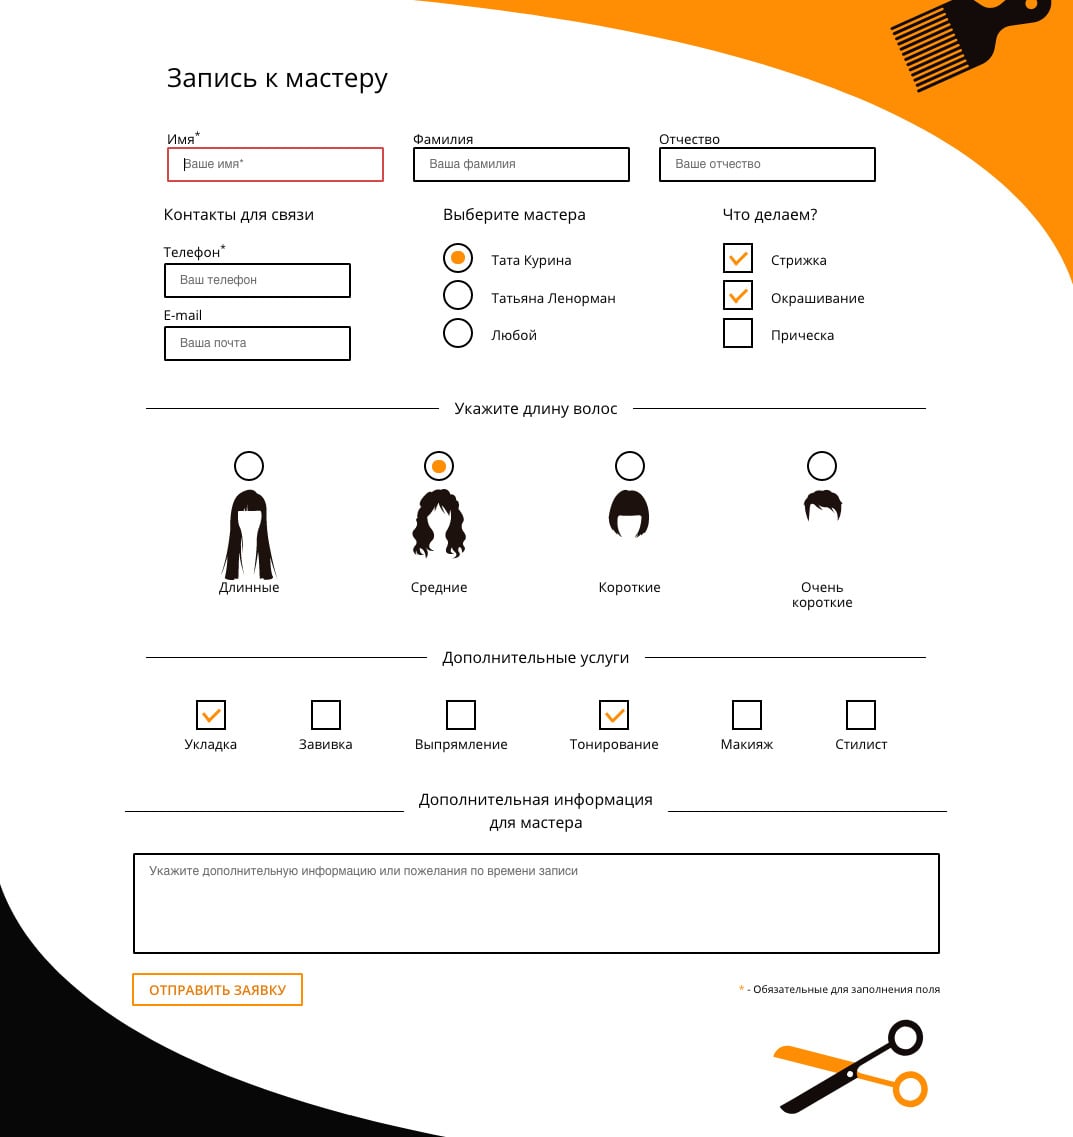 Запись к мастеру
Имя* Фамилия Отчество
Ваше имя* Ваша фамилия Ваше отчество
Контакты для связи
Телефон*
Ваш телефон
E-mail
Ваша почта
Выберите мастера
Тата Курина
Татьяна Ленорман
Любой
Что делаем?
Стрижка
Окрашивание
Прическа
Укажите длину волос
Длинные Средние Короткие Очень
короткие
Дополнительные услуги
Укладка Завивка Выпрямление Тонирование Макияж Стилист
Дополнительная информация
для мастера
Укажите дополнительную информацию или пожелания по времени записи
ОТПРАВИТЬ ЗАЯВКУ
* - Обязательные для заполнения поля